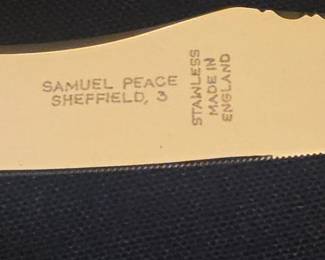 SAMUEL PEACE
SHEFFIELD, 3
STAINLESS
MADE IN
ENGLAND